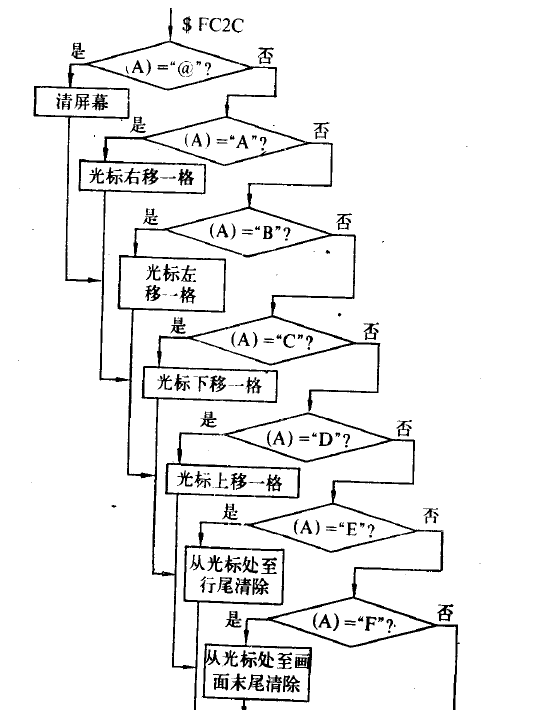 $ FC2C
是
否
(A)=“@”?
清屏幕
是
否
(A)=“A”?
光标右移一格
是
否
(A)=“B”?
光标左
移一格
是
否
(A)=“C”?
光标下移一格
是
否
(A)=“D”?
光标上移一格
是
否
(A)=“E”?
从光标处至
行尾清除
是
否
(A)=“F”?
从光标处至画
面末尾清除